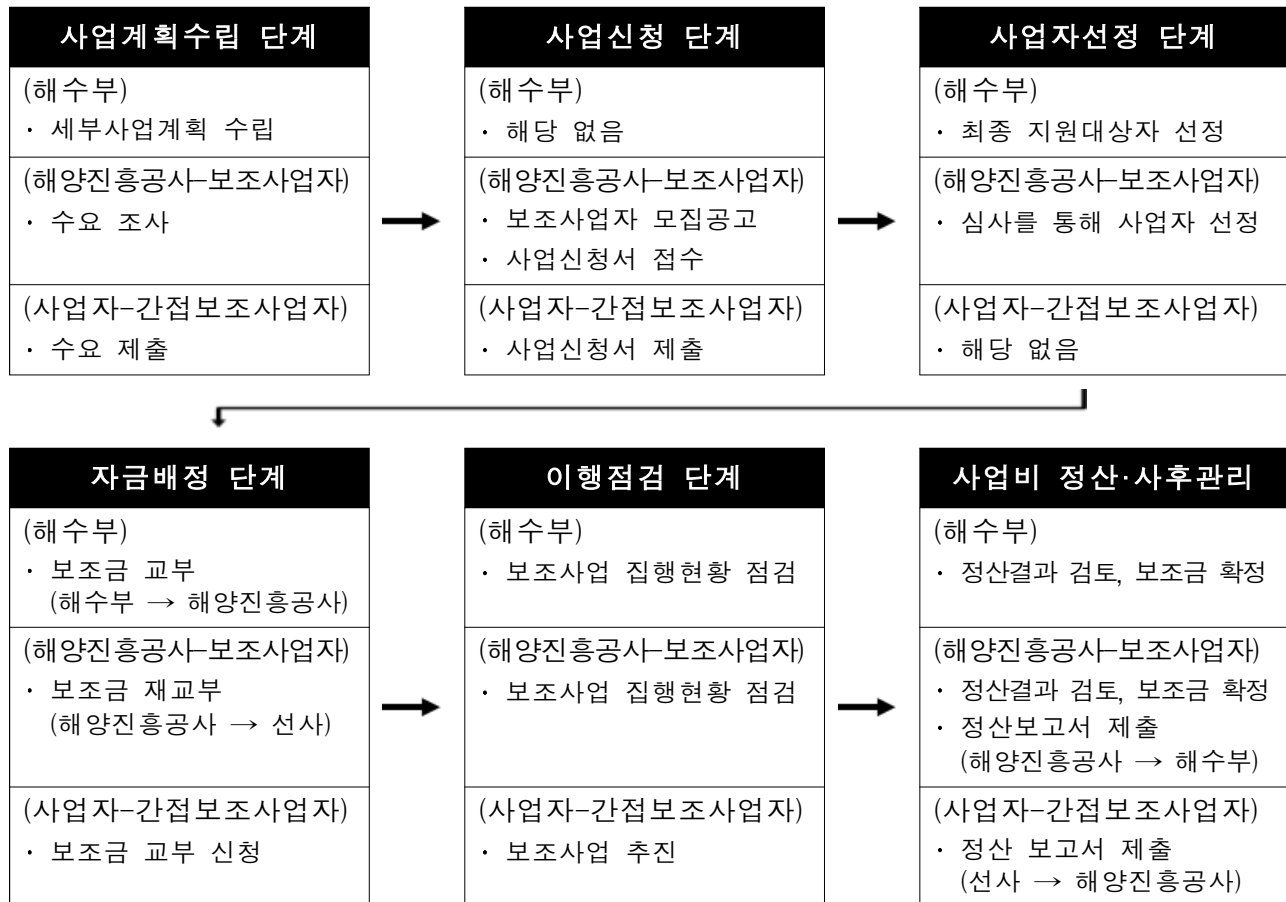 사업계획수립 단계
(해수부)
· 세부사업계획 수립
(해양진흥공사–보조사업자)
· 수요 조사
(사업자–간접보조사업자)
· 수요 제출
사업신청 단계
(해수부)
· 해당 없음
(해양진흥공사–보조사업자)
· 보조사업자 모집공고
· 사업신청서 접수
(사업자–간접보조사업자)
· 사업신청서 제출
사업자선정 단계
(해수부)
· 최종 지원대상자 선정
(해양진흥공사–보조사업자)
· 심사를 통해 사업자 선정
(사업자–간접보조사업자)
· 해당 없음
자금배정 단계
(해수부)
· 보조금 교부
(해수부 → 해양진흥공사)
(해양진흥공사–보조사업자)
· 보조금 재교부
(해양진흥공사 → 선사)
(사업자–간접보조사업자)
· 보조금 교부 신청
이행점검 단계
(해수부)
· 보조사업 집행현황 점검
(해양진흥공사–보조사업자)
· 보조사업 집행현황 점검
(사업자–간접보조사업자)
· 보조사업 추진
사업비 정산·사후관리
(해수부)
· 정산결과 검토, 보조금 확정
(해양진흥공사–보조사업자)
· 정산결과 검토, 보조금 확정
· 정산보고서 제출
(해양진흥공사 → 해수부)
(사업자–간접보조사업자)
· 정산 보고서 제출
(선사 → 해양진흥공사)